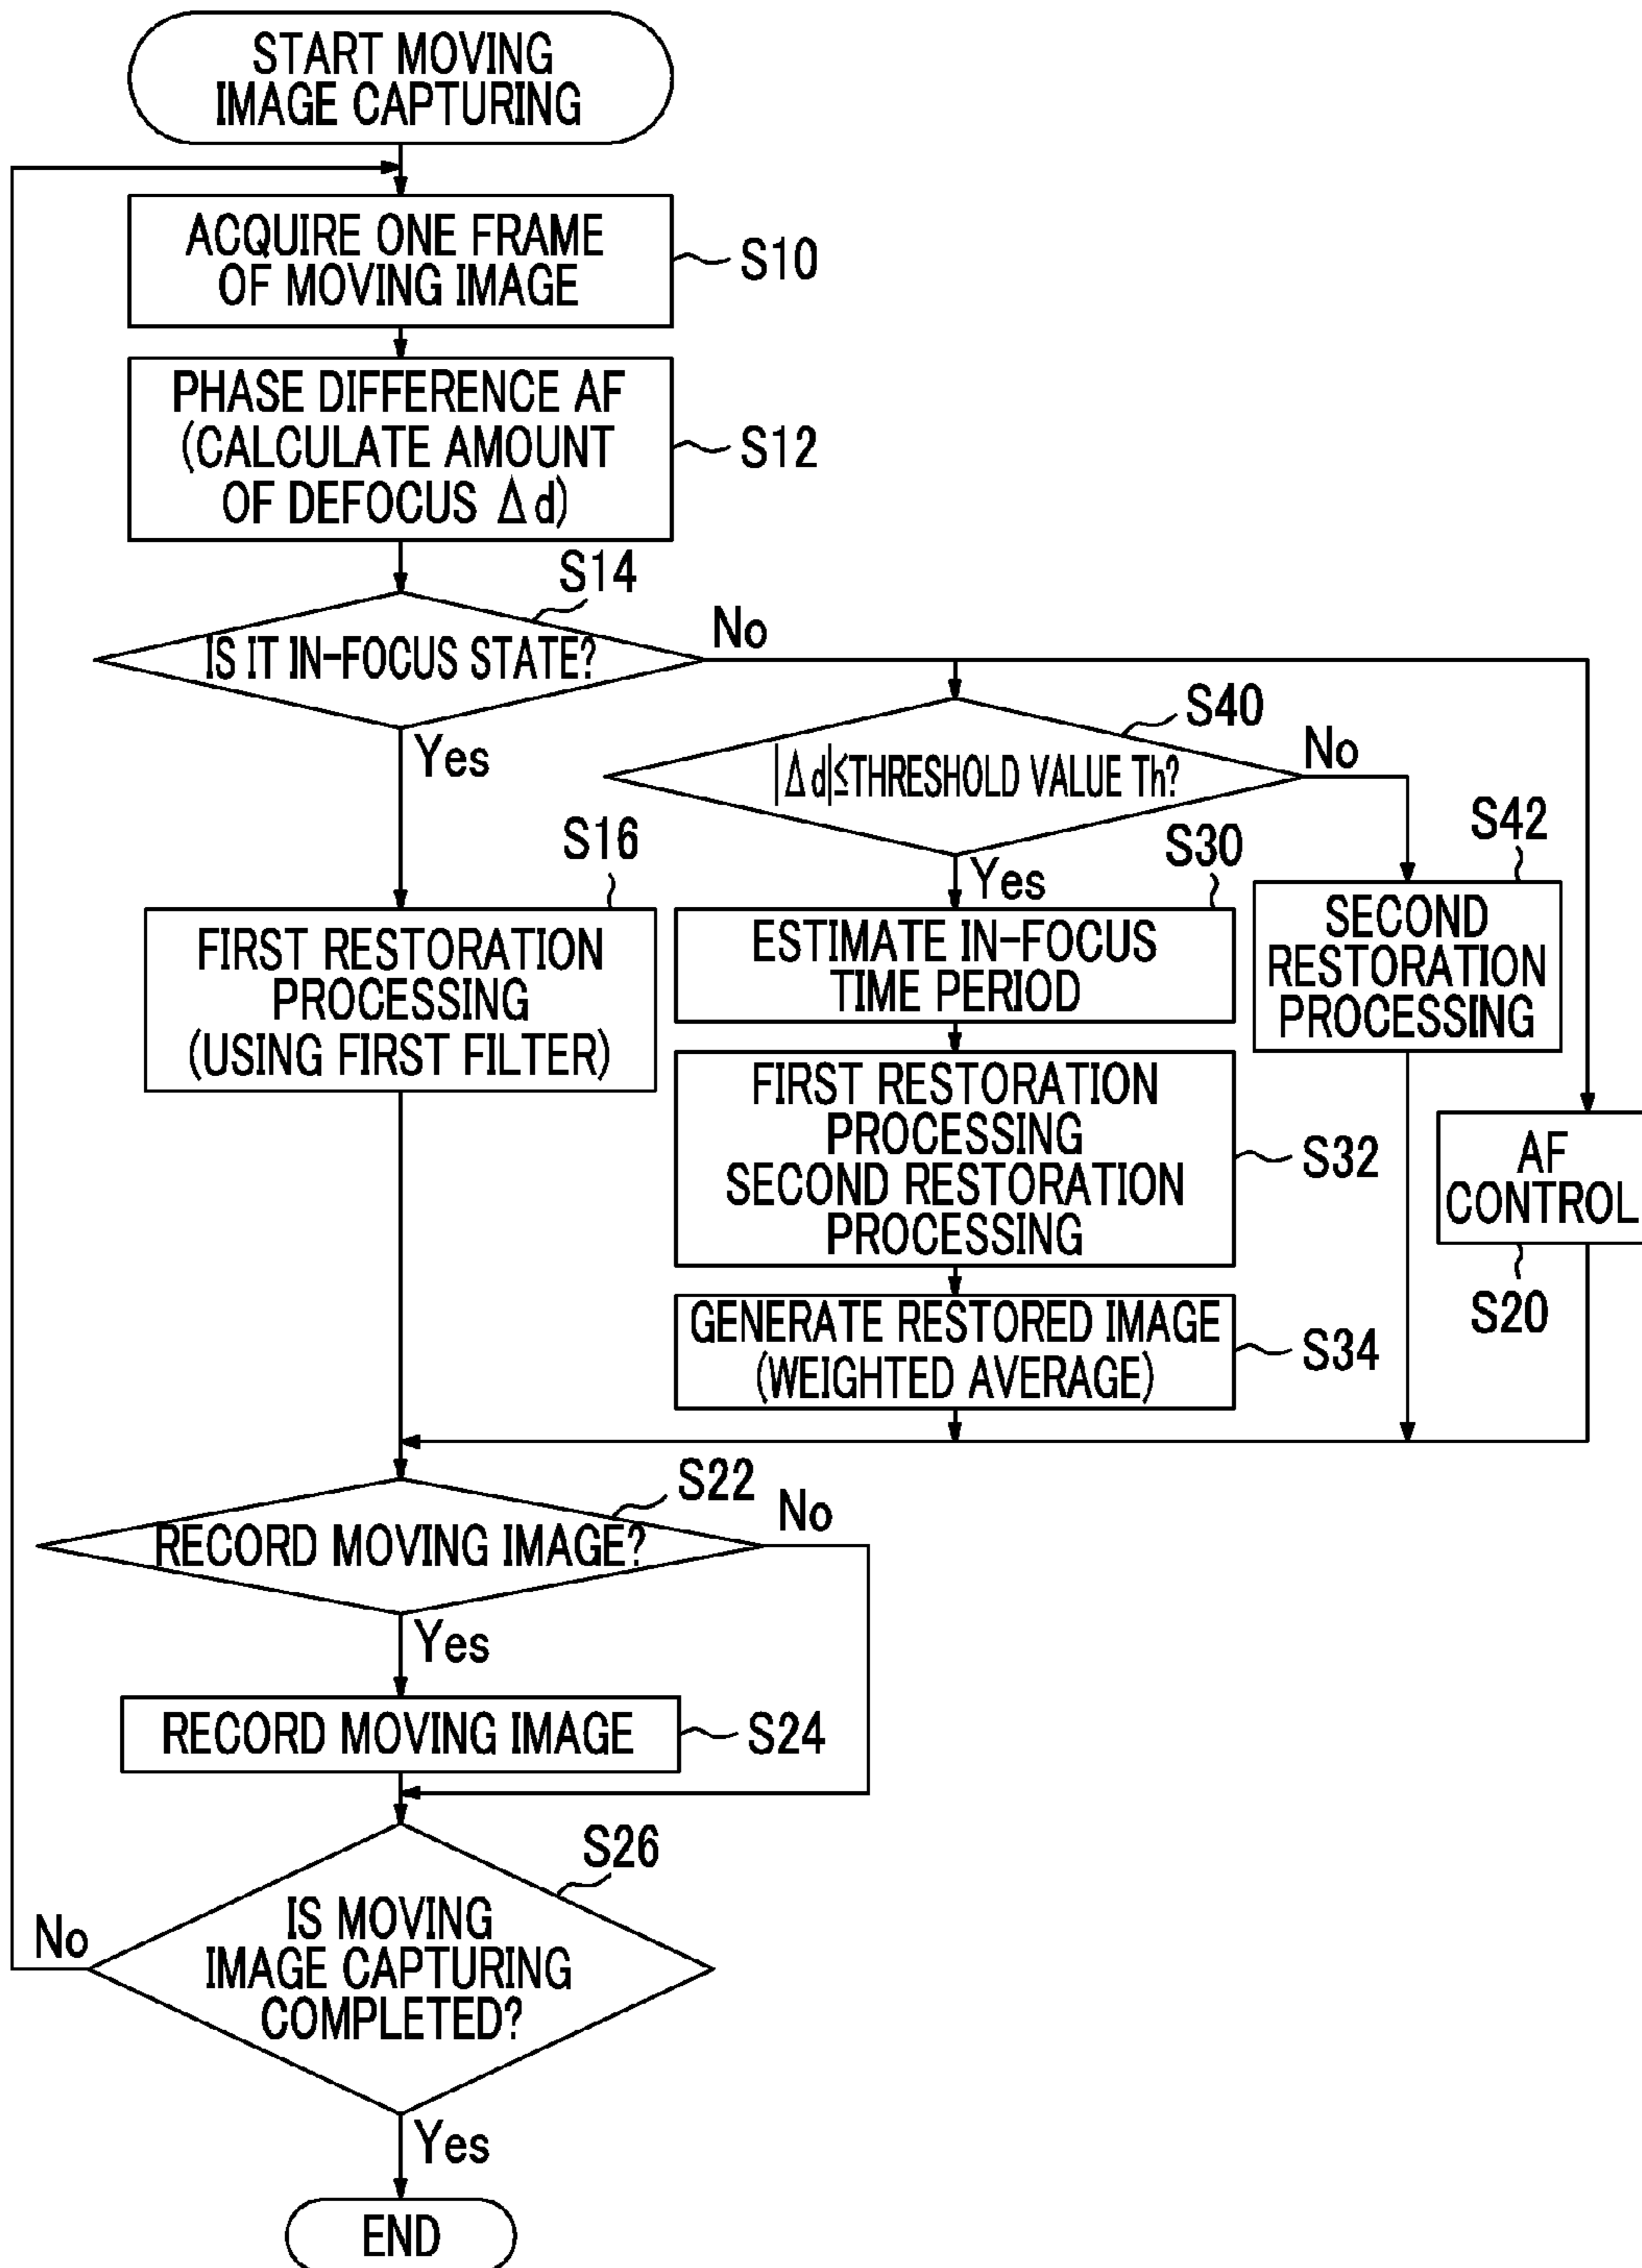 START MOVING
IMAGE CAPTURING
ACQUIRE ONE FRAME
OF MOVING IMAGE
S10
PHASE DIFFERENCE AF
(CALCULATE AMOUNT
OF DEFOCUS Δd)
S12
S14
IS IT IN-FOCUS STATE?
No
Yes
S40
|Δd|≦THRESHOLD VALUE Th?
No
Yes
S16
FIRST RESTORATION
PROCESSING
(USING FIRST FILTER)
S30
ESTIMATE IN-FOCUS
TIME PERIOD
S42
SECOND
RESTORATION
PROCESSING
FIRST RESTORATION
PROCESSING
SECOND RESTORATION
PROCESSING
S32
AF
CONTROL
S20
GENERATE RESTORED IMAGE
(WEIGHTED AVERAGE)
S34
S22
RECORD MOVING IMAGE?
No
Yes
RECORD MOVING IMAGE
S24
S26
IS MOVING
IMAGE CAPTURING
COMPLETED?
No
Yes
END